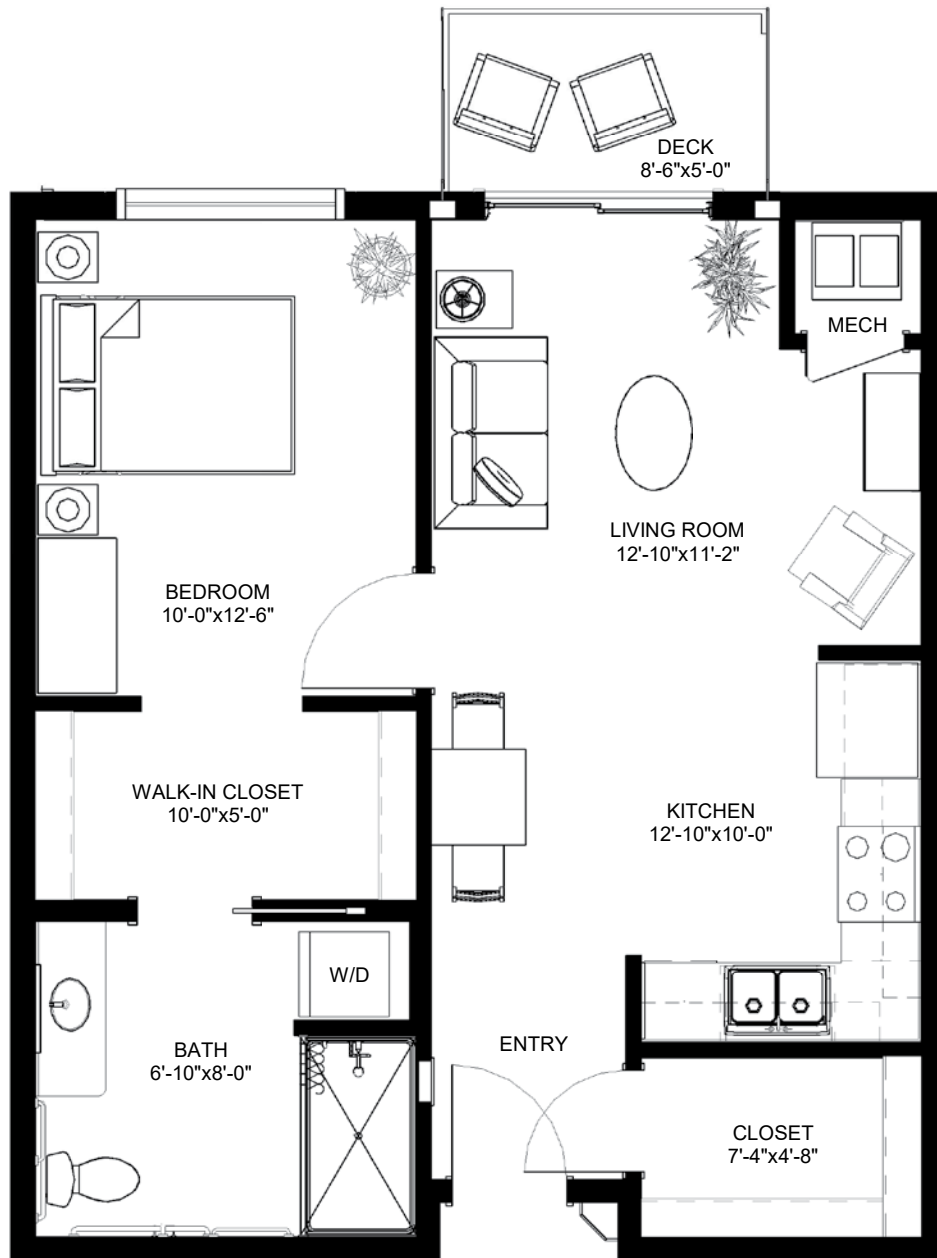 DECK
8'-6"x5'-0"
MECH
LIVING ROOM
12'-10"x11'-2"
BEDROOM
10'-0"x12'-6"
WALK-IN CLOSET
10'-0"x5'-0"
KITCHEN
12'-10"x10'-0"
W/D
ENTRY
BATH
6'-10"x8'-0"
CLOSET
7'-4"x4'-8"